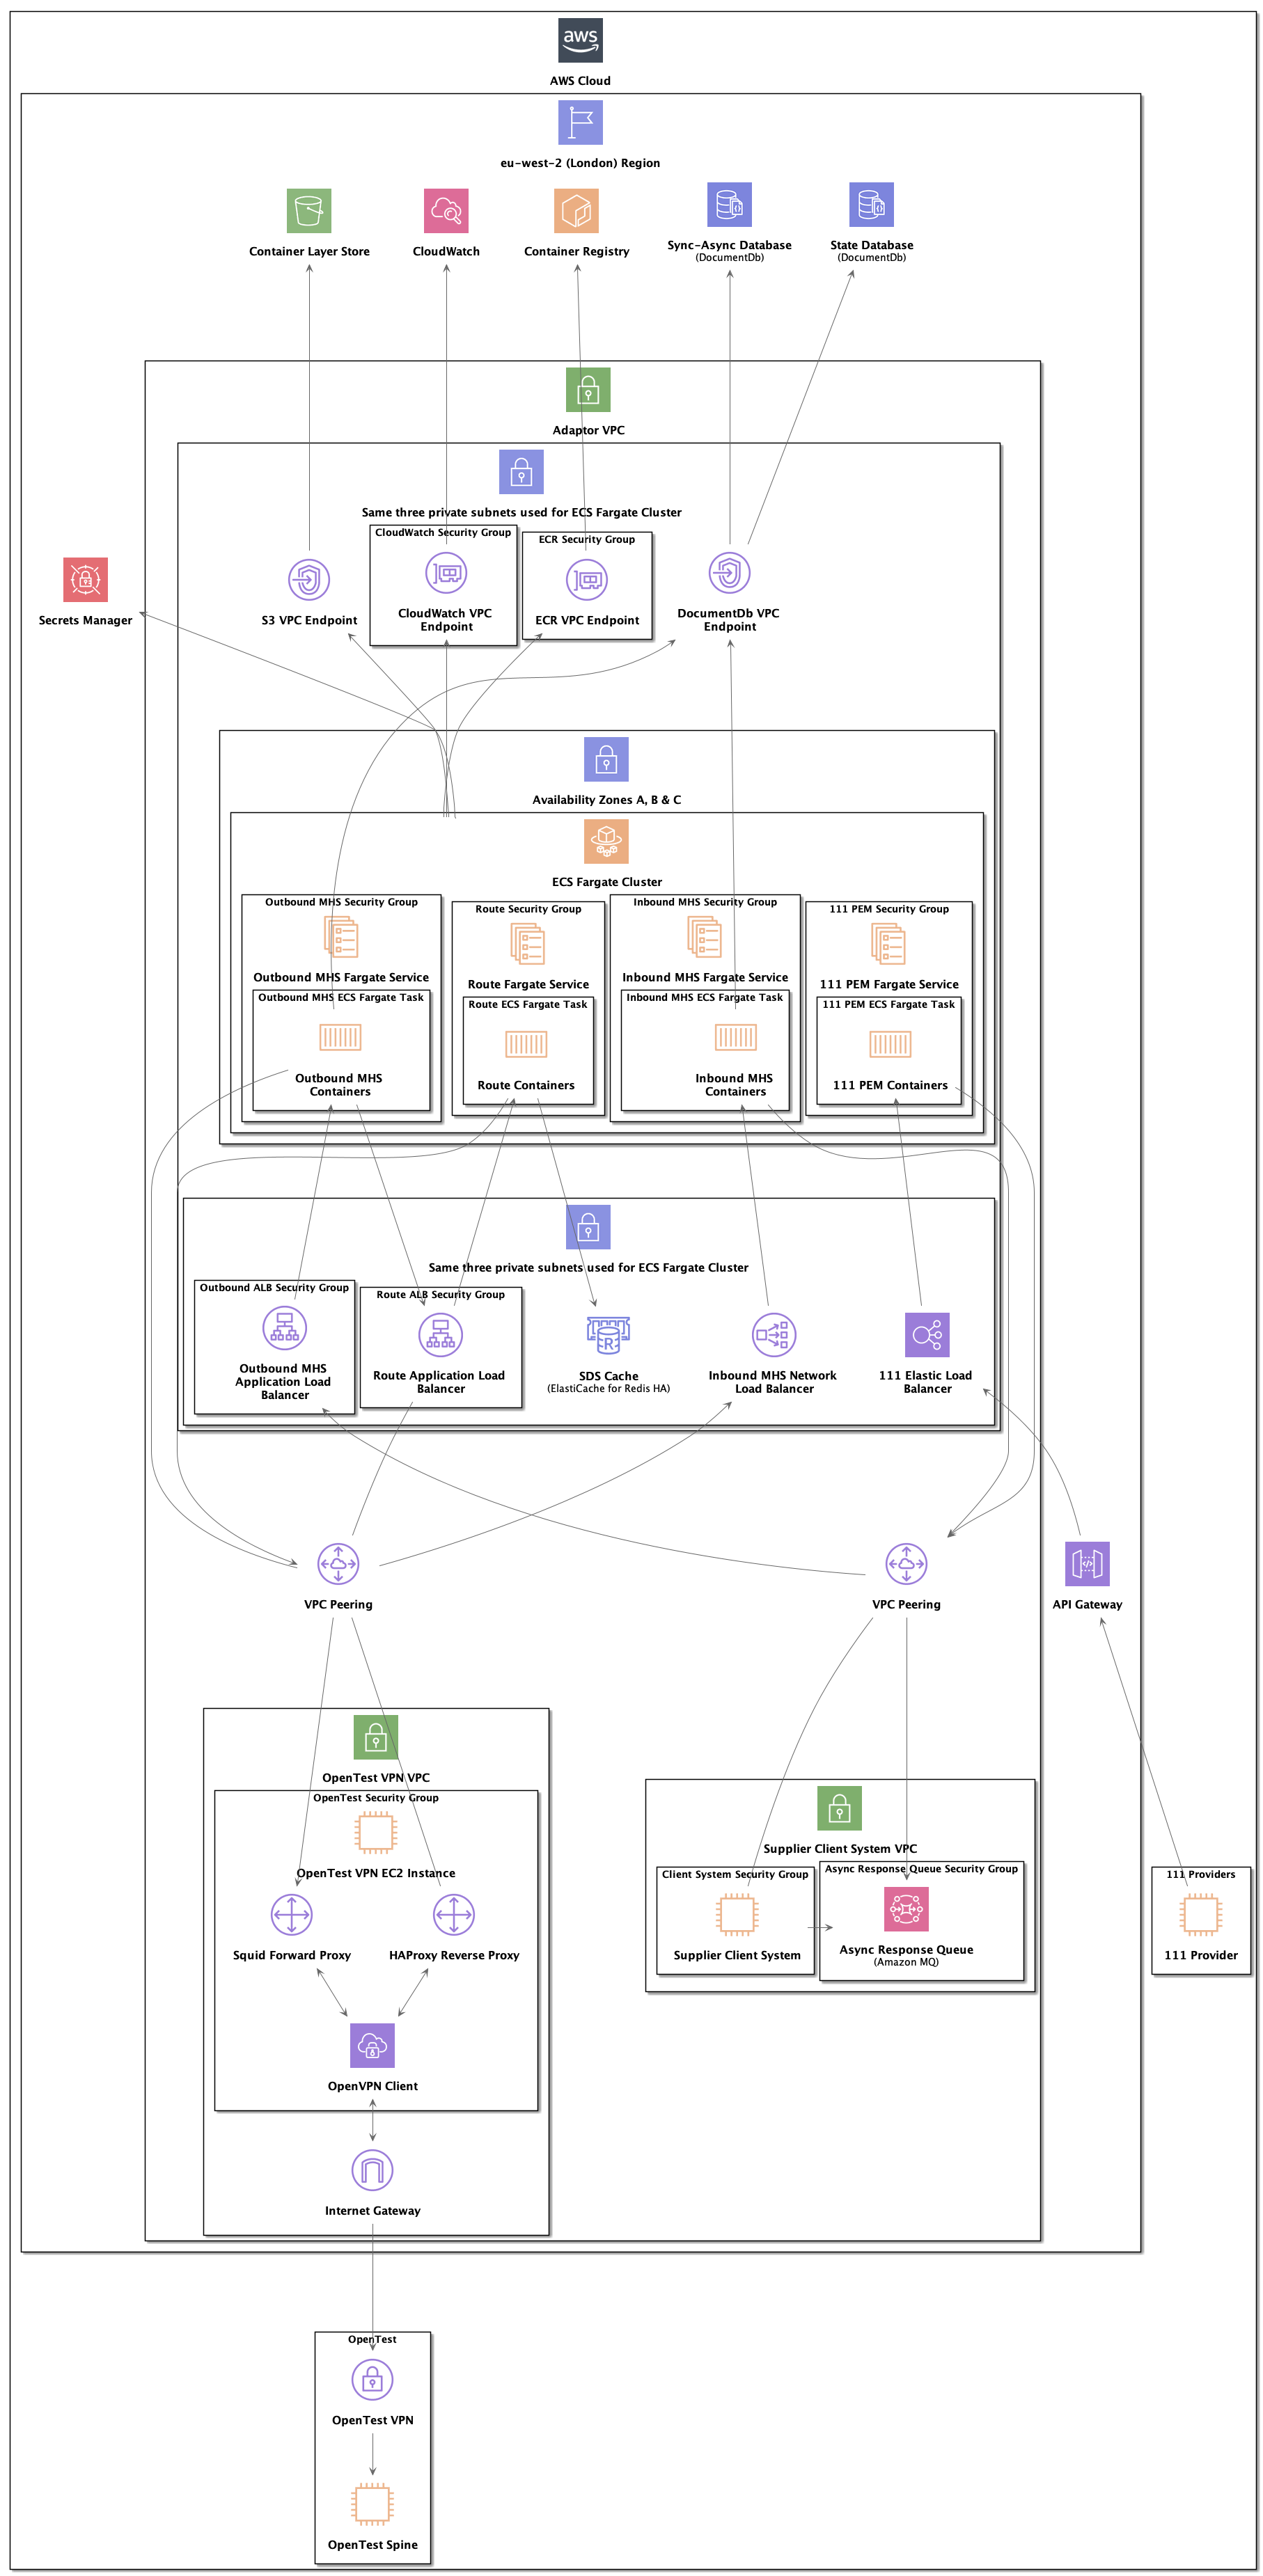 aws
AWS Cloud
eu-west-2 (London) Region
Container Layer Store
CloudWatch
Container Registry
Sync-Async Database
(DocumentDb)
State Database
(DocumentDb)
Adaptor VPC
Same three private subnets used for ECS Fargate Cluster
CloudWatch Security Group
ECR Security Group
Secrets Manager
S3 VPC Endpoint
CloudWatch VPC
Endpoint
ECR VPC Endpoint
DocumentDb VPC
Endpoint
Availability Zones A, B & C
ECS Fargate Cluster
Outbound MHS Security Group
Route Security Group
Inbound MHS Security Group
111 PEM Security Group
Outbound MHS Fargate Service
Route Fargate Service
Inbound MHS Fargate Service
111 PEM Fargate Service
Outbound MHS ECS Fargate Task
Route ECS Fargate Task
Inbound MHS ECS Fargate Task
111 PEM ECS Fargate Task
Outbound MHS
Containers
Route Containers
Inbound MHS
Containers
111 PEM Containers
Same three private subnets used for ECS Fargate Cluster
Outbound ALB Security Group
Route ALB Security Group
R
Outbound MHS
Application Load
Balancer
Route Application Load
Balancer
SDS Cache
(ElastiCache for Redis HA)
Inbound MHS Network
Load Balancer
111 Elastic Load
Balancer
VPC Peering
VPC Peering
API Gateway
OpenTest VPN VPC
OpenTest Security Group
OpenTest VPN EC2 Instance
Squid Forward Proxy
HAProxy Reverse Proxy
OpenVPN Client
Internet Gateway
Supplier Client System VPC
Client System Security Group
Async Response Queue Security Group
Supplier Client System
Async Response Queue
(Amazon MQ)
111 Providers
111 Provider
OpenTest
OpenTest VPN
OpenTest Spine